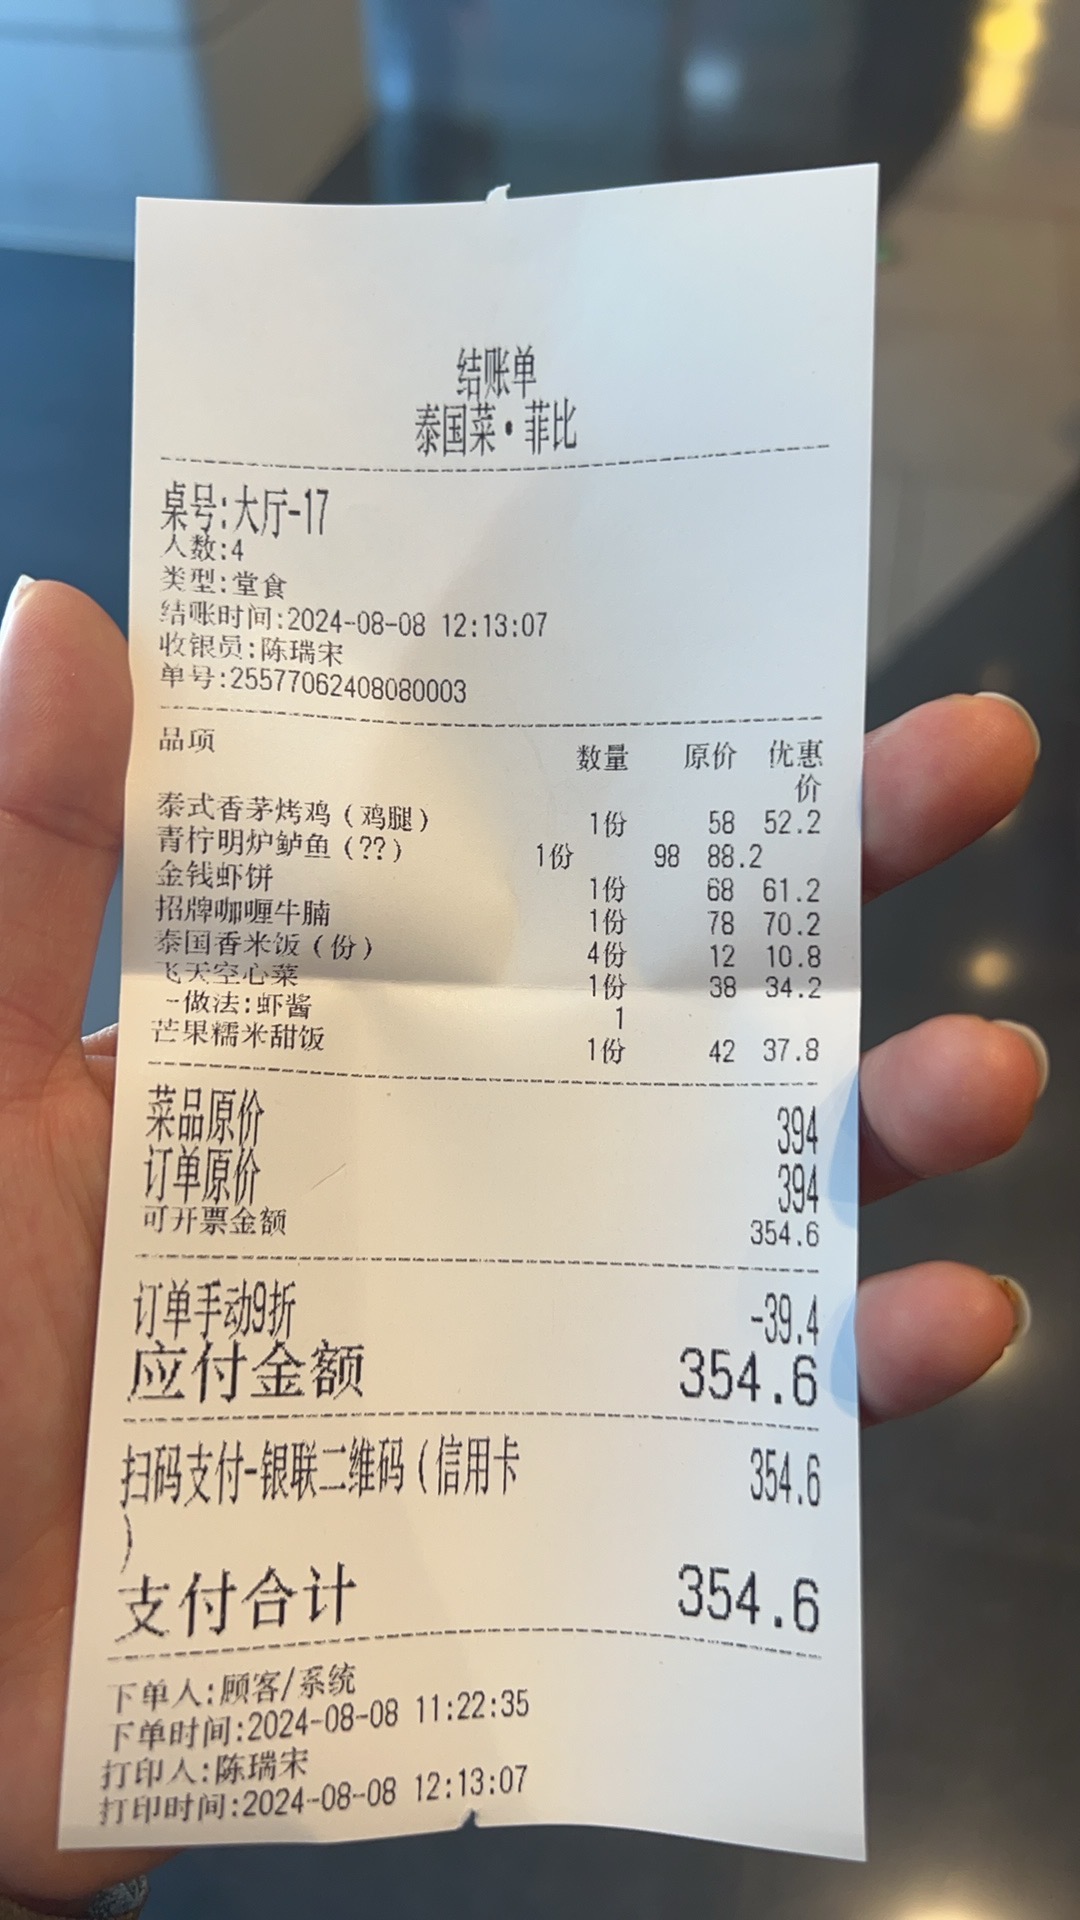 结账单
泰国菜·菲比
桌号:大厅-17
人数:4
类型:堂食
结账时间:2024-08-08 12:13:07
收银员:陈瑞宋
单号:25577062408080003
品项 数量 原价 优惠
价
泰式香茅烤鸡(鸡腿) 1份 58 52.2
青柠明炉鲈鱼(??) 1份 98 88.2
金钱虾饼 1份 68 61.2
招牌咖喱牛腩 1份 78 70.2
泰国香米饭(份) 4份 12 10.8
飞天空心菜 1份 38 34.2
-做法:虾酱 1
芒果糯米甜饭 1份 42 37.8
菜品原价 394
订单原价 394
可开票金额 354.6
订单手动9折 -39.4
应付金额 354.6
扫码支付-银联二维码(信用卡 354.6
)
支付合计 354.6
下单人:顾客/系统
下单时间:2024-08-08 11:22:35
打印人:陈瑞宋
打印时间:2024-08-08 12:13:07